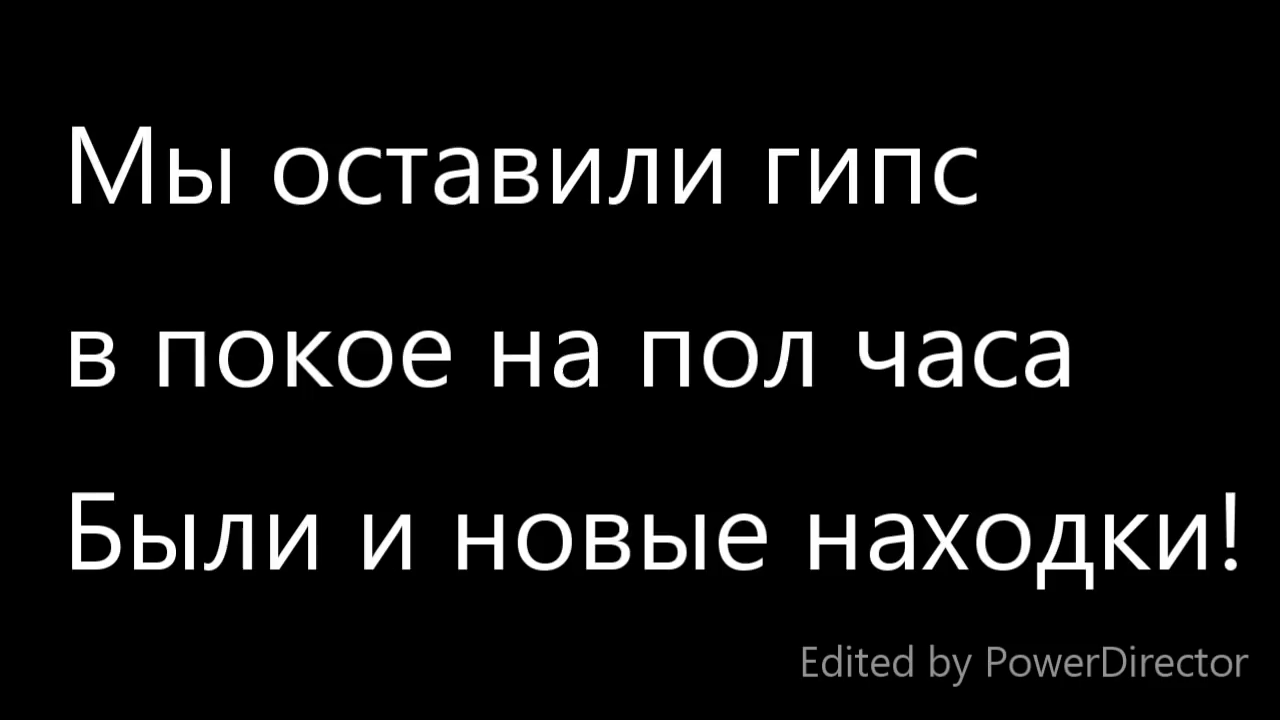 Мы оставили гипс
в покое на пол часа
Были и новые находки!
Edited by PowerDirector